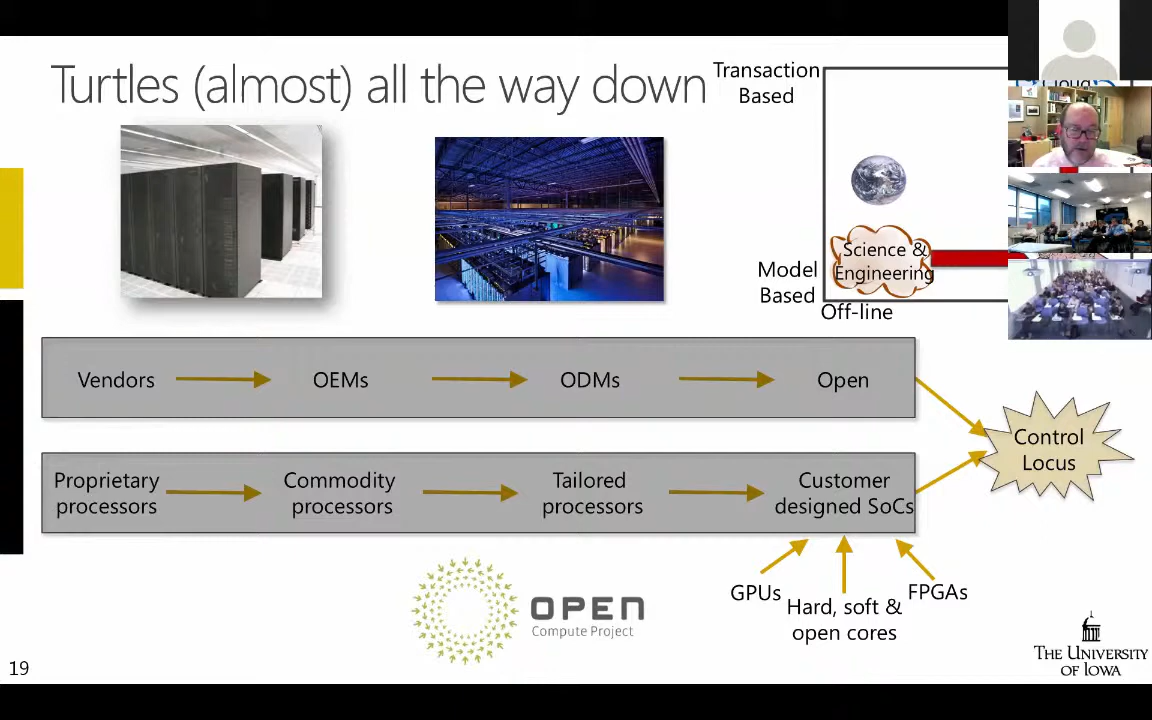 Turtles (almost) all the way down
Transaction
Based
Cloud
Science &
Engineering
Model
Based
Off-line
Vendors
OEMs
ODMs
Open
Control
Locus
Proprietary
processors
Commodity
processors
Tailored
processors
Customer
designed SoCs
GPUs
Hard, soft &
open cores
FPGAs
OPEN
Compute Project
THE UNIVERSITY
OF IOWA
19